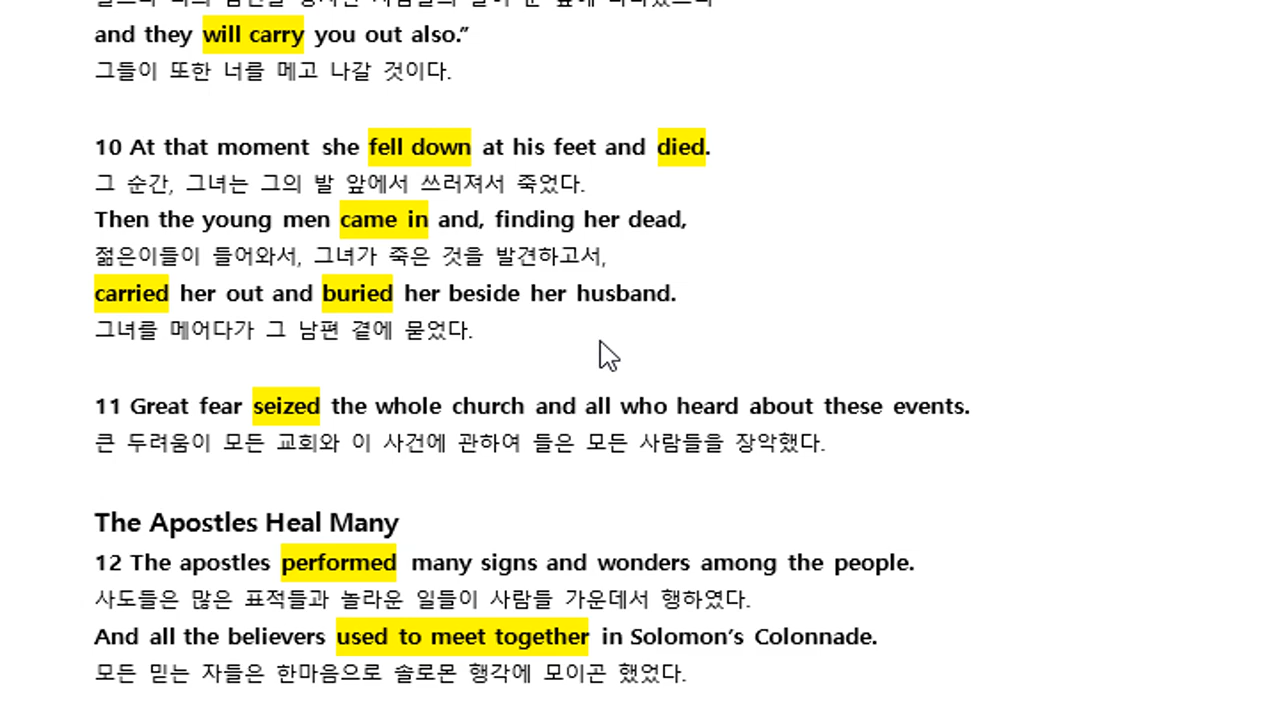 and they will carry you out also.”
그들이 또한 너를 메고 나갈 것이다.
10 At that moment she fell down at his feet and died.
그 순간, 그녀는 그의 발 앞에서 쓰러져서 죽었다.
Then the young men came in and, finding her dead,
젊은이들이 들어와서, 그녀가 죽은 것을 발견하고서,
carried her out and buried her beside her husband.
그녀를 메어다가 그 남편 곁에 묻었다.
11 Great fear seized the whole church and all who heard about these events.
큰 두려움이 모든 교회와 이 사건에 관하여 들은 모든 사람들을 장악했다.
The Apostles Heal Many
12 The apostles performed many signs and wonders among the people.
사도들은 많은 표적들과 놀라운 일들이 사람들 가운데서 행하였다.
And all the believers used to meet together in Solomon’s Colonnade.
모든 믿는 자들은 한마음으로 솔로몬 행각에 모이곤 했었다.